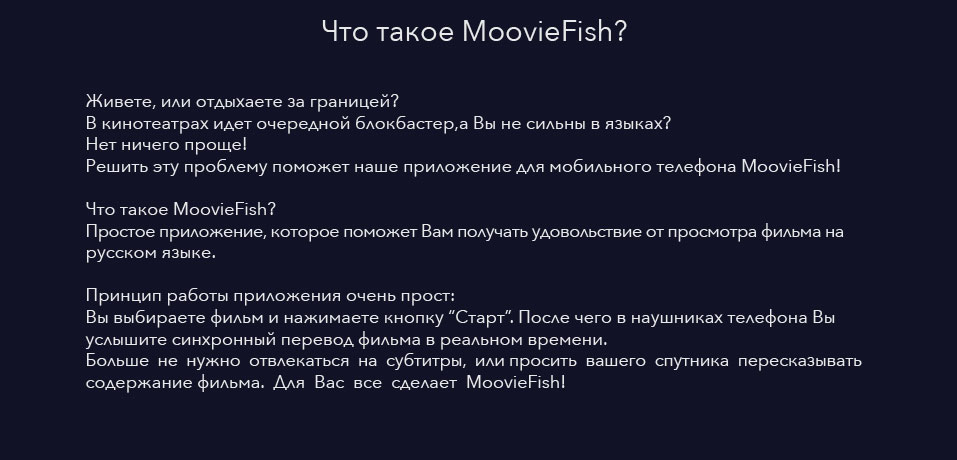 Что такое MoovieFish?
Живете, или отдыхаете за границей?
В кинотеатрах идет очередной блокбастер,а Вы не сильны в языках?
Нет ничего проще!
Решить эту проблему поможет наше приложение для мобильного телефона MoovieFish!
Что такое MoovieFish?
Простое приложение, которое поможет Вам получать удовольствие от просмотра фильма на
русском языке.
Принцип работы приложения очень прост:
Вы выбираете фильм и нажимаете кнопку “Старт”. После чего в наушниках телефона Вы
услышите синхронный перевод фильма в реальном времени.
Больше не нужно отвлекаться на субтитры, или просить вашего спутника пересказывать
содержание фильма. Для Вас все сделает MoovieFish!